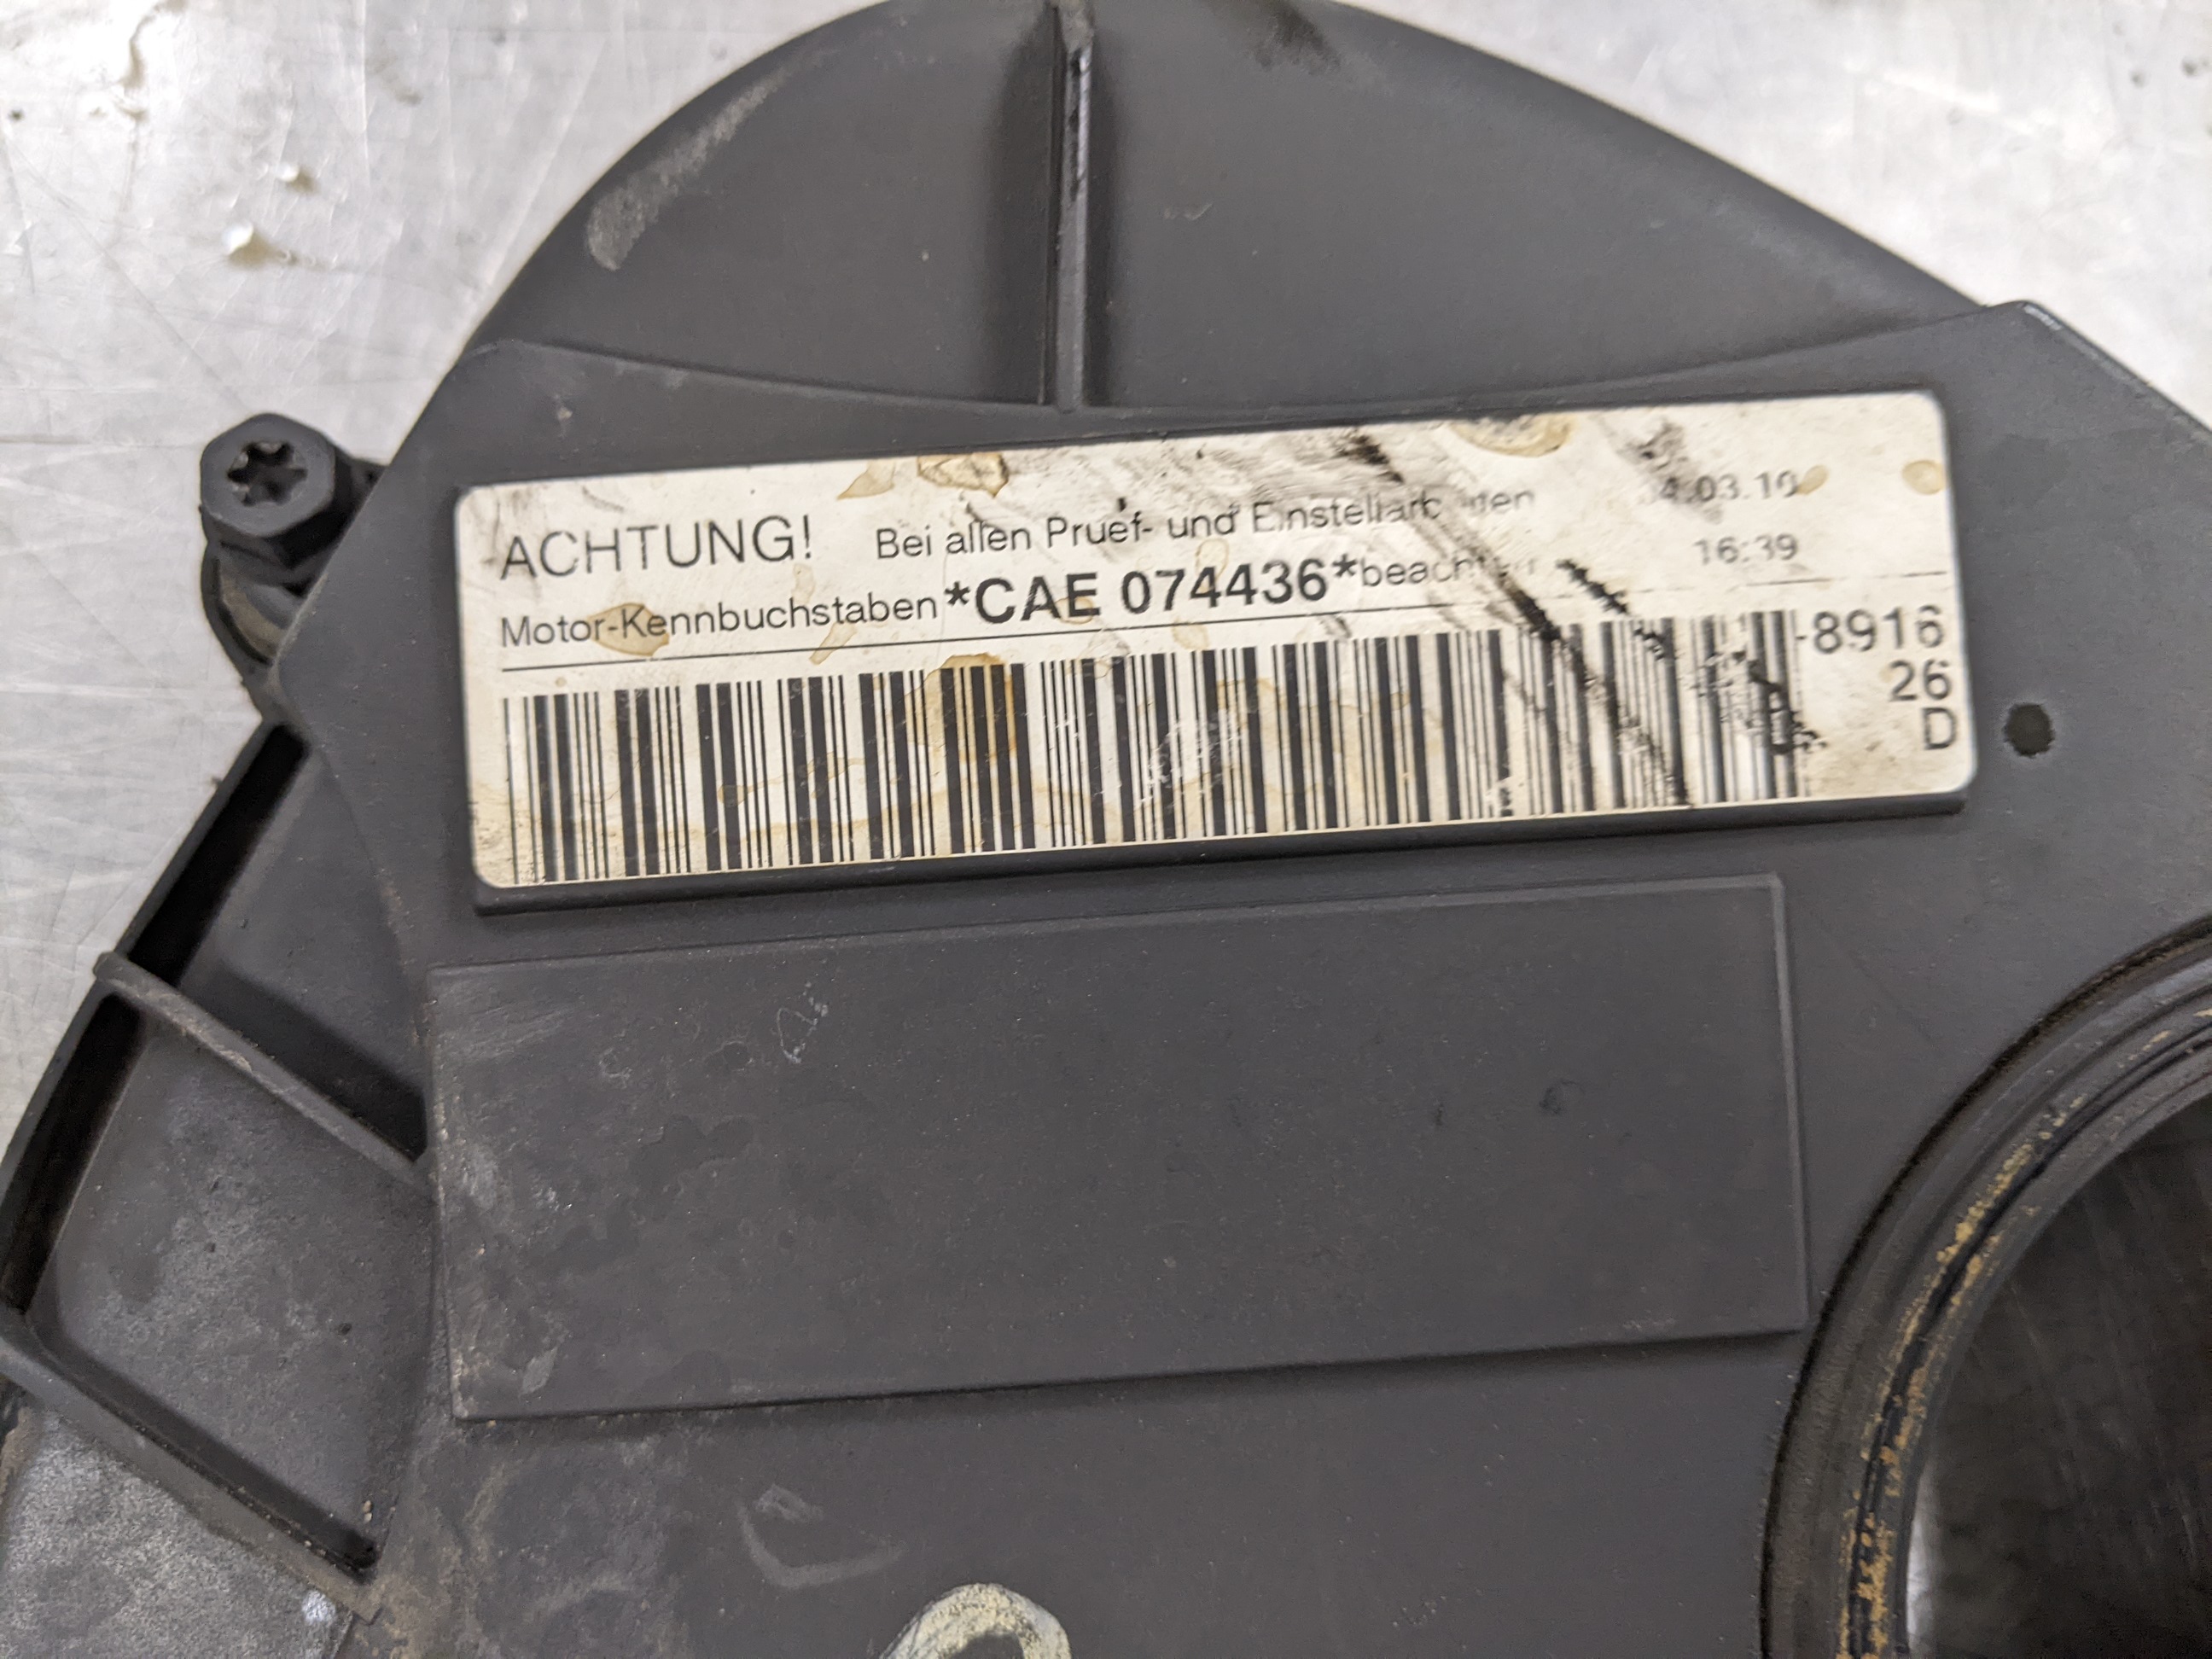 ACHTUNG! Bei allen Pruef- und
Motor-Kennbuchstaben *CAE 074436*
16:39
-8916
26
D